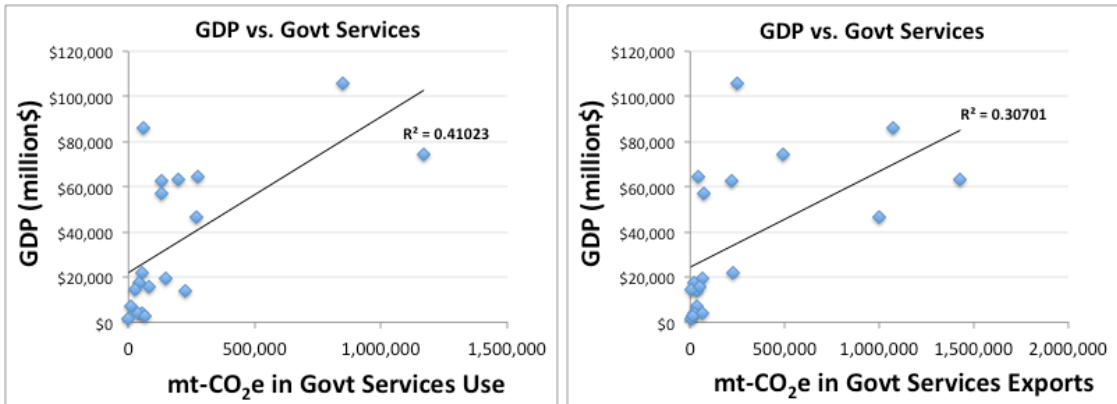 GDP vs. Govt Services
GDP (million$)
$120,000
$100,000
$80,000
$60,000
$40,000
$20,000
$0
R² = 0.41023
0
500,000
1,000,000
1,500,000
mt-CO₂e in Govt Services Use
GDP vs. Govt Services
GDP (million$)
$120,000
$100,000
$80,000
$60,000
$40,000
$20,000
$0
R² = 0.30701
0
500,000
1,000,000
1,500,000
2,000,000
mt-CO₂e in Govt Services Exports